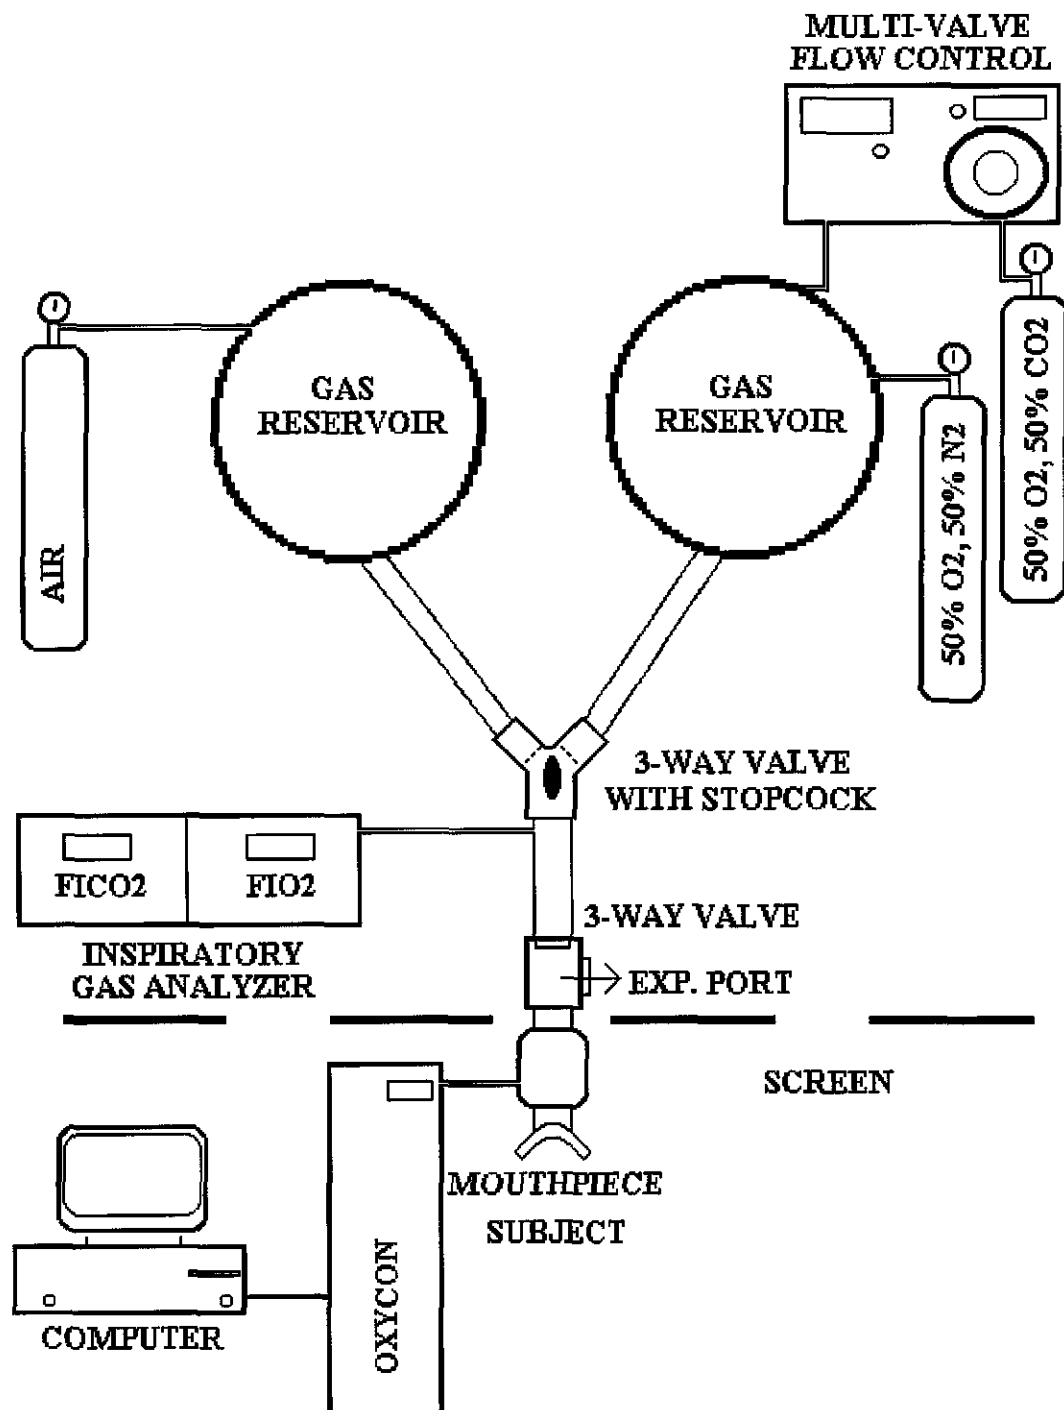 MULTI-VALVE
FLOW CONTROL
GAS
RESERVOIR
GAS
RESERVOIR
AIR
50% O2, 50% N2
50% O2, 50% CO2
3-WAY VALVE
WITH STOPCOCK
FICO2
FIO2
INSPIRATORY
GAS ANALYZER
3-WAY VALVE
EXP. PORT
SCREEN
MOUTHPIECE
SUBJECT
COMPUTER
OXYCON